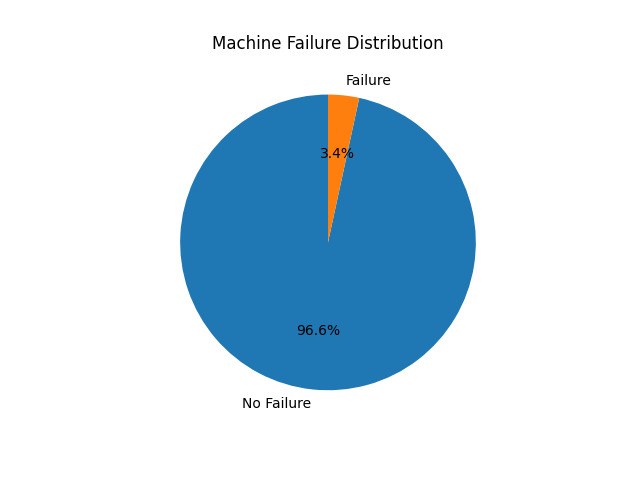 Machine Failure Distribution
Failure
3.4%
96.6%
No Failure